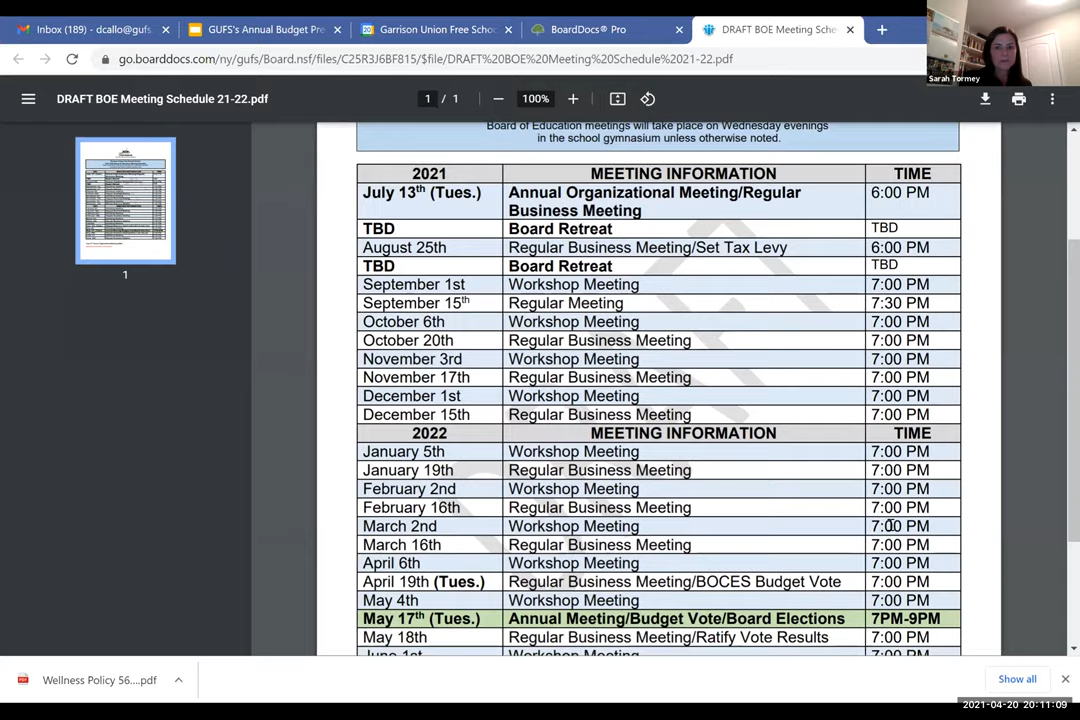 Inbox (189) - dcallo@gufs
GUFS's Annual Budget Pre
Garrison Union Free Schoo
BoardDocs® Pro
DRAFT BOE Meeting Sche
go.boarddocs.com/ny/gufs/Board.nsf/files/C25R3J6BF815/$file/DRAFT%20BOE%20Meeting%20Schedule%2021-22.pdf
Sarah Tormey
DRAFT BOE Meeting Schedule 21-22.pdf
1 / 1
100%
Board of Education meetings will take place on Wednesday evenings
in the school gymnasium unless otherwise noted.
2021 MEETING INFORMATION TIME
July 13th (Tues.) Annual Organizational Meeting/Regular 6:00 PM
Business Meeting
TBD Board Retreat TBD
August 25th Regular Business Meeting/Set Tax Levy 6:00 PM
TBD Board Retreat TBD
September 1st Workshop Meeting 7:00 PM
September 15th Regular Meeting 7:30 PM
October 6th Workshop Meeting 7:00 PM
October 20th Regular Business Meeting 7:00 PM
November 3rd Workshop Meeting 7:00 PM
November 17th Regular Business Meeting 7:00 PM
December 1st Workshop Meeting 7:00 PM
December 15th Regular Business Meeting 7:00 PM
2022 MEETING INFORMATION TIME
January 5th Workshop Meeting 7:00 PM
January 19th Regular Business Meeting 7:00 PM
February 2nd Workshop Meeting 7:00 PM
February 16th Regular Business Meeting 7:00 PM
March 2nd Workshop Meeting 7:00 PM
March 16th Regular Business Meeting 7:00 PM
April 6th Workshop Meeting 7:00 PM
April 19th (Tues.) Regular Business Meeting/BOCES Budget Vote 7:00 PM
May 4th Workshop Meeting 7:00 PM
May 17th (Tues.) Annual Meeting/Budget Vote/Board Elections 7PM-9PM
May 18th Regular Business Meeting/Ratify Vote Results 7:00 PM
June 1st Workshop Meeting 7:00 PM
DRAFT
1
Wellness Policy 56....pdf
Show all
2021-04-20 20:11:09